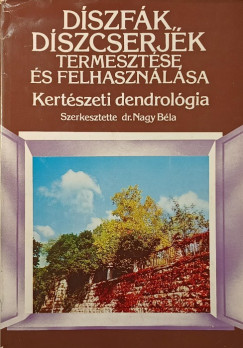 DÍSZFÁK
DÍSZCSERJÉK
TERMESZTÉSE
ÉS FELHASZNÁLÁSA
Kertészeti dendrológia
Szerkesztette dr. Nagy Béla